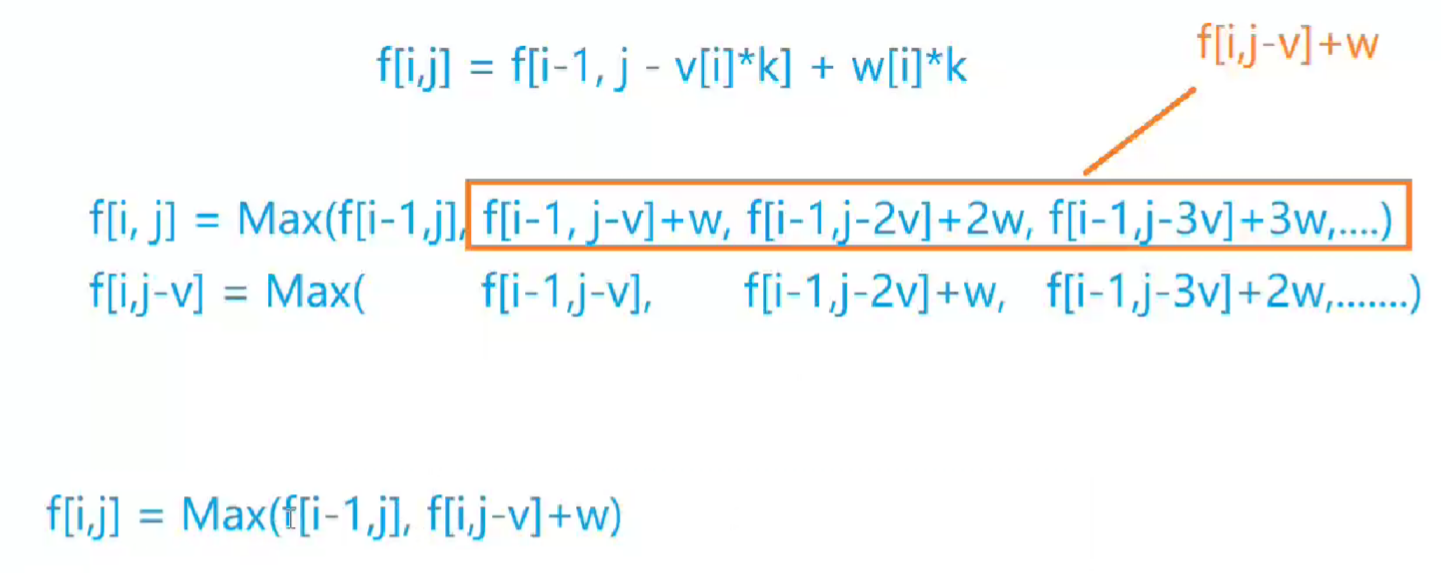 f[i,j-v]+w
f[i,j] = f[i-1, j - v[i]*k] + w[i]*k
f[i, j] = Max(f[i-1,j], f[i-1, j-v]+w, f[i-1,j-2v]+2w, f[i-1,j-3v]+3w,....)
f[i,j-v] = Max( f[i-1,j-v], f[i-1,j-2v]+w, f[i-1,j-3v]+2w,.......)
f[i,j] = Max(f[i-1,j], f[i,j-v]+w)